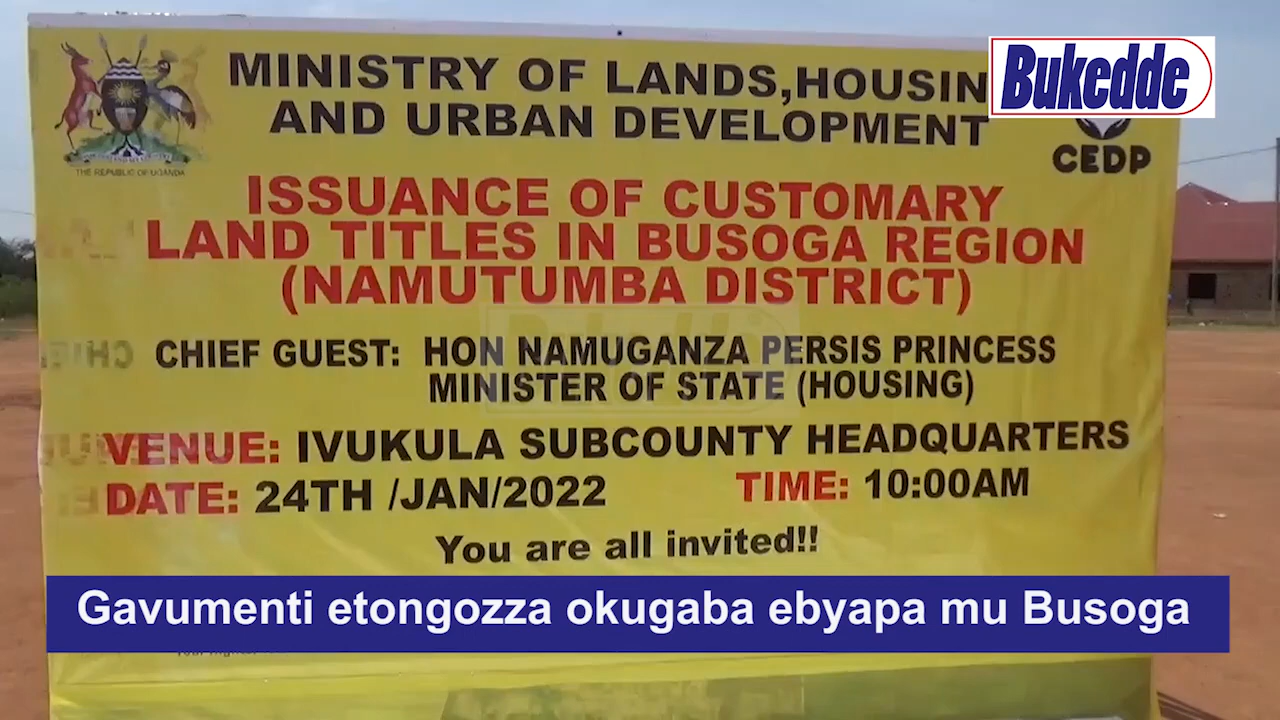 Bukedde
MINISTRY OF LANDS,HOUSIN
AND URBAN DEVELOPMENT
THE REPUBLIC OF UGANDA
CEDP
ISSUANCE OF CUSTOMARY
LAND TITLES IN BUSOGA REGION
(NAMUTUMBA DISTRICT)
CHIEF GUEST: HON NAMUGANZA PERSIS PRINCESS
MINISTER OF STATE (HOUSING)
VENUE: IVUKULA SUBCOUNTY HEADQUARTERS
DATE: 24TH /JAN/2022 TIME: 10:00AM
You are all invited!!
Gavumenti etongozza okugaba ebyapa mu Busoga